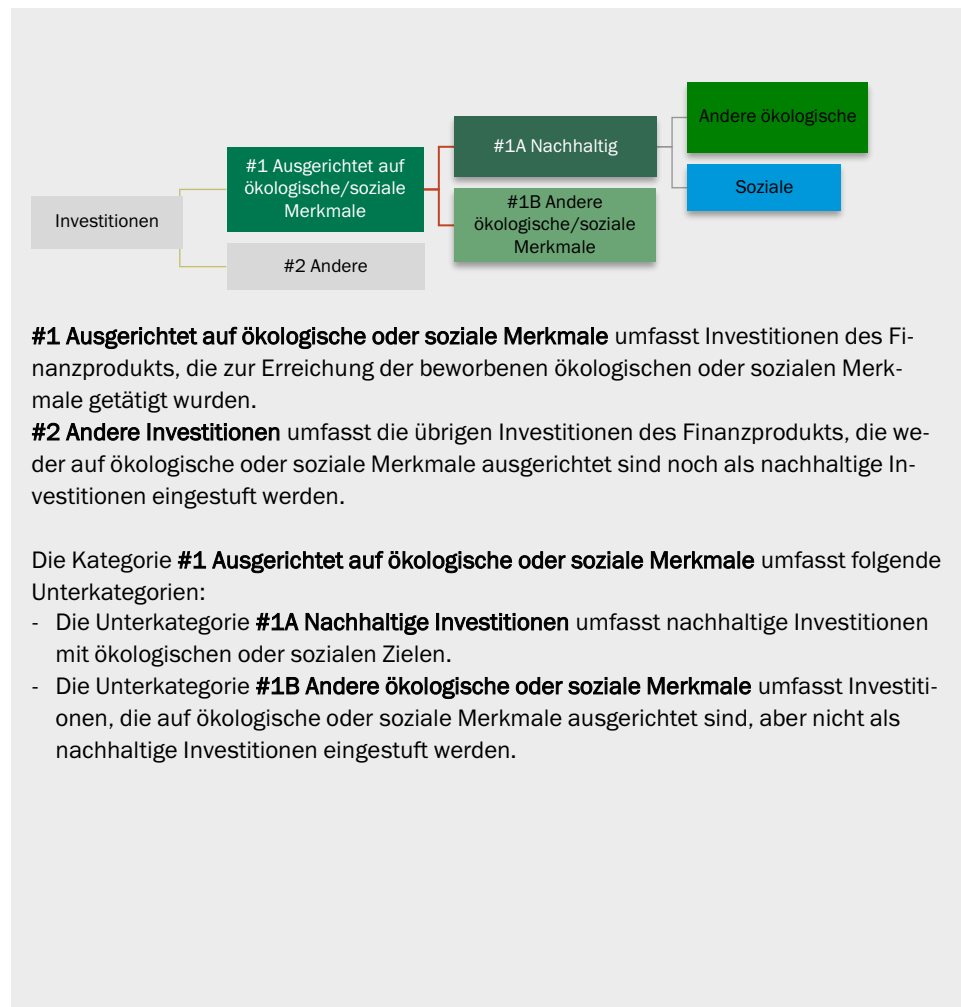 Andere ökologische
#1A Nachhaltig
#1 Ausgerichtet auf
ökologische/soziale
Merkmale
Soziale
#1B Andere
ökologische/soziale
Merkmale
Investitionen
#2 Andere
#1 Ausgerichtet auf ökologische oder soziale Merkmale umfasst Investitionen des Fi-
nanzprodukts, die zur Erreichung der beworbenen ökologischen oder sozialen Merk-
male getätigt wurden.
#2 Andere Investitionen umfasst die übrigen Investitionen des Finanzprodukts, die we-
der auf ökologische oder soziale Merkmale ausgerichtet sind noch als nachhaltige In-
vestitionen eingestuft werden.
Die Kategorie #1 Ausgerichtet auf ökologische oder soziale Merkmale umfasst folgende
Unterkategorien:
- Die Unterkategorie #1A Nachhaltige Investitionen umfasst nachhaltige Investitionen
mit ökologischen oder sozialen Zielen.
- Die Unterkategorie #1B Andere ökologische oder soziale Merkmale umfasst Investiti-
onen, die auf ökologische oder soziale Merkmale ausgerichtet sind, aber nicht als
nachhaltige Investitionen eingestuft werden.